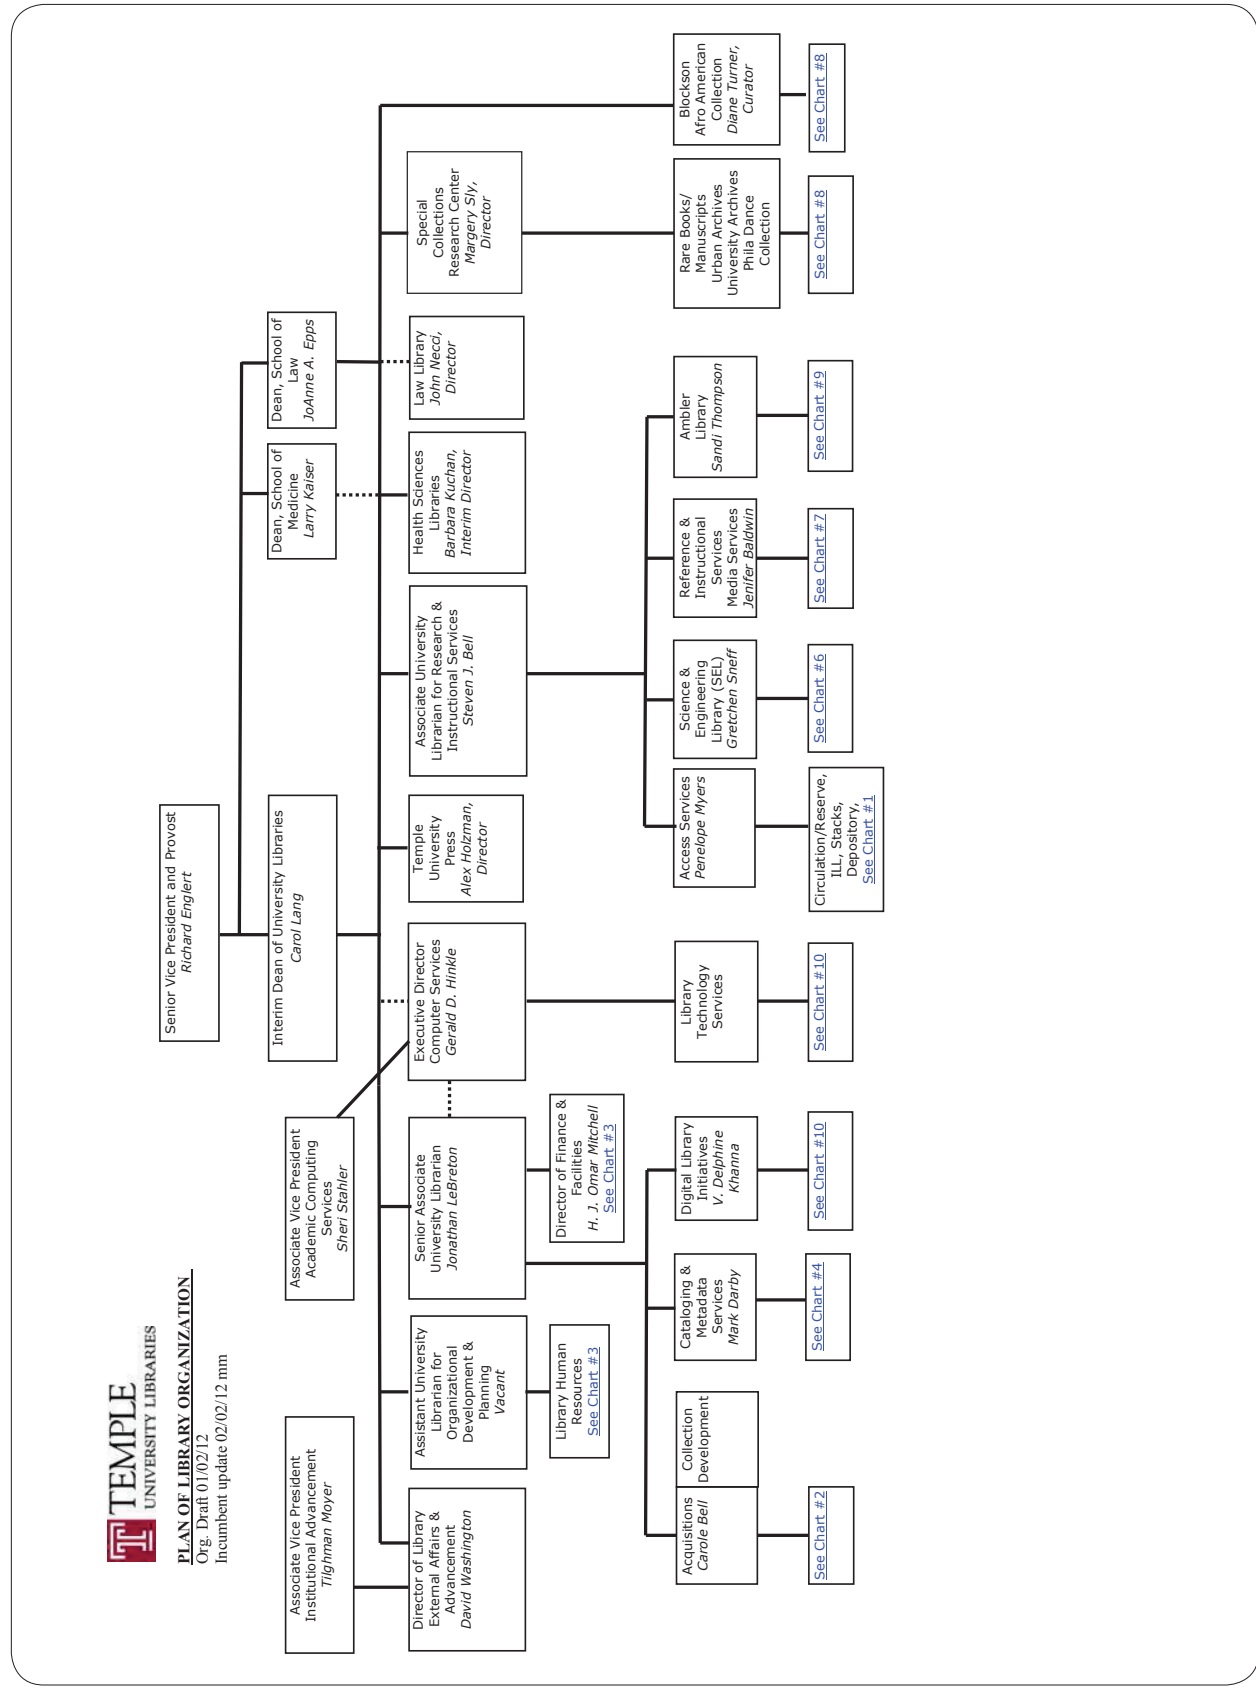 TEMPLE
UNIVERSITY LIBRARIES
PLAN OF LIBRARY ORGANIZATION
Org. Draft 01/02/12
Incumbent update 02/02/12 mm
Senior Vice President and Provost
Richard Englert
Interim Dean of University Libraries
Carol Lang
Dean, School of
Medicine
Larry Kaiser
Dean, School of
Law
JoAnne A. Epps
Associate Vice President
Institutional Advancement
Tilghman Moyer
Associate Vice President
Academic Computing
Services
Sheri Stahler
Director of Library
External Affairs &
Advancement
David Washington
Assistant University
Librarian for
Organizational
Development &
Planning
Vacant
Senior Associate
University Librarian
Jonathan LeBreton
Executive Director
Computer Services
Gerald D. Hinkle
Temple
University
Press
Alex Holzman,
Director
Associate University
Librarian for Research &
Instructional Services
Steven J. Bell
Health Sciences
Libraries
Barbara Kuchan,
Interim Director
Law Library
John Necci,
Director
Special
Collections
Research Center
Margery Sly,
Director
Library Human
Resources
See Chart #3
Director of Finance &
Facilities
H. J. Omar Mitchell
See Chart #3
Acquisitions
Carole Bell
Collection
Development
Cataloging &
Metadata
Services
Mark Darby
Digital Library
Initiatives
V. Delphine
Khanna
Library
Technology
Services
Access Services
Penelope Myers
Science &
Engineering
Library (SEL)
Gretchen Sneff
Reference &
Instructional
Services
Media Services
Jenifer Baldwin
Ambler
Library
Sandi Thompson
Rare Books/
Manuscripts
Urban Archives
University Archives
Phila Dance
Collection
Blockson
Afro American
Collection
Diane Turner,
Curator
See Chart #2
See Chart #4
See Chart #10
See Chart #10
Circulation/Reserve,
ILL, Stacks,
Depository,
See Chart #1
See Chart #6
See Chart #7
See Chart #9
See Chart #8
See Chart #8